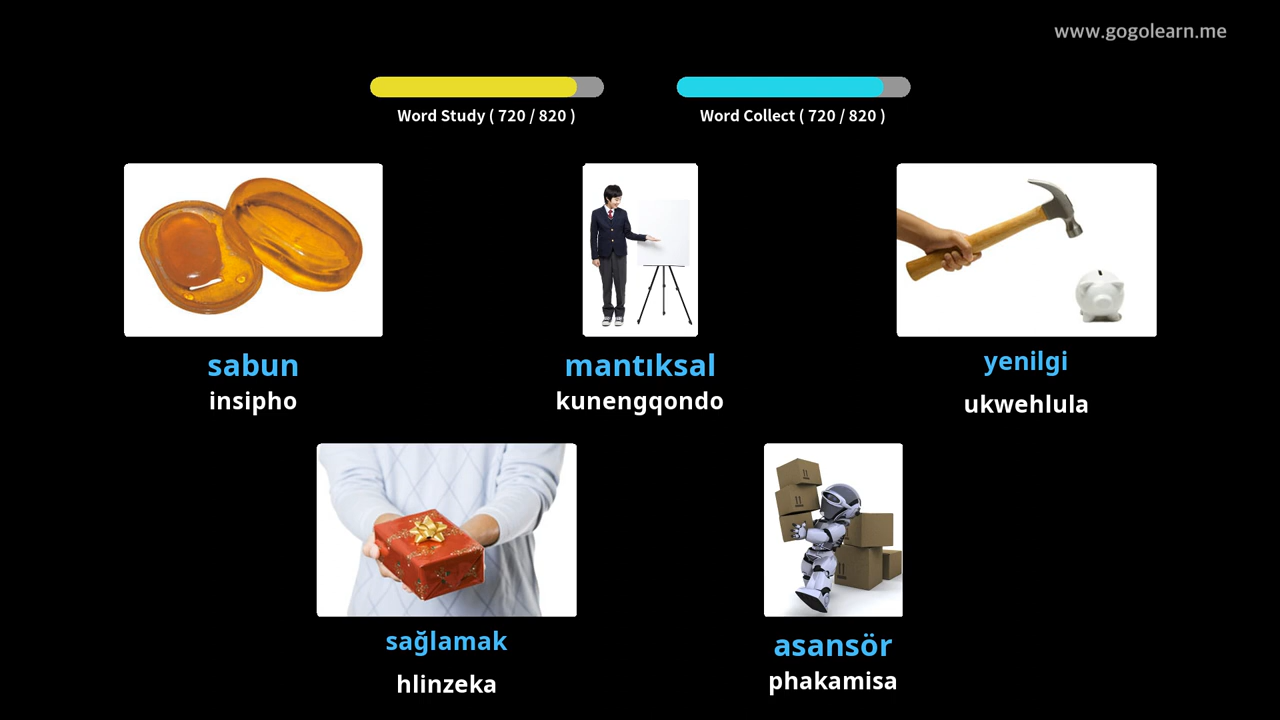 www.gogolearn.me
Word Study ( 720 / 820 )
Word Collect ( 720 / 820 )
sabun
insipho
mantıksal
kunengqondo
yenilgi
ukwehlula
sağlamak
hlinzeka
asansör
phakamisa